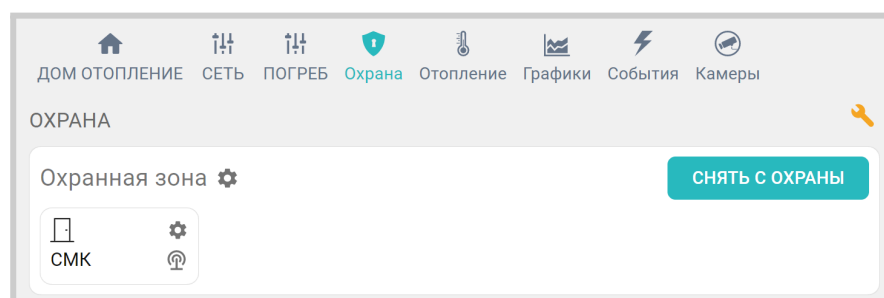 ДОМ ОТОПЛЕНИЕ СЕТЬ ПОГРЕБ Охрана Отопление Графики События Камеры
ОХРАНА
Охранная зона СНЯТЬ С ОХРАНЫ
СМК